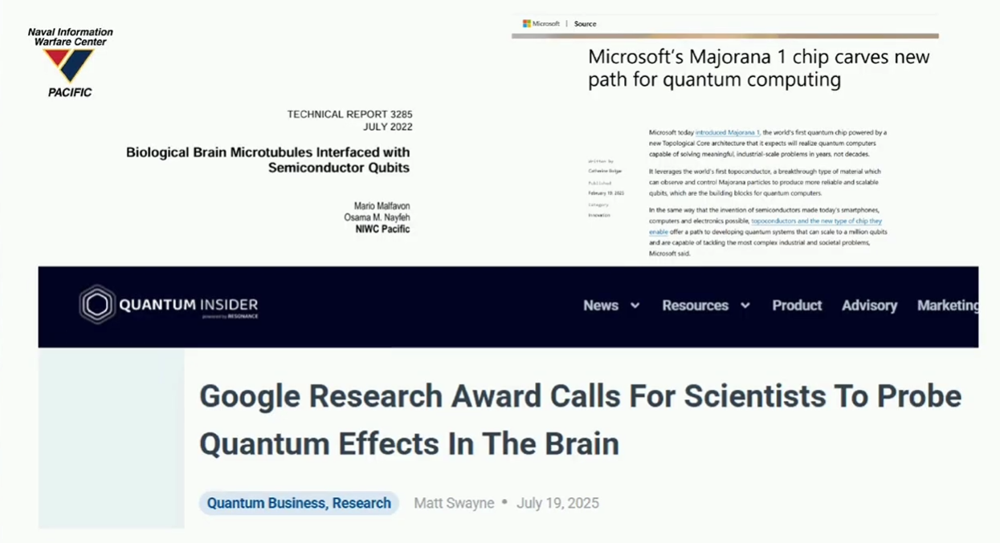 Naval Information
Warfare Center
PACIFIC
TECHNICAL REPORT 3285
JULY 2022
Biological Brain Microtubules Interfaced with
Semiconductor Qubits
Mario Malfavon
Osama M. Nayfeh
NIWC Pacific
Microsoft | Source
Microsoft's Majorana 1 chip carves new
path for quantum computing
Written by
Catherine Bolgar
Published
February 19, 2025
Category
Innovation
Microsoft today introduced Majorana 1, the world's first quantum chip powered by a
new Topological Core architecture that it expects will realize quantum computers
capable of solving meaningful, industrial-scale problems in years, not decades.
It leverages the world's first topoconductor, a breakthrough type of material which
can observe and control Majorana particles to produce more reliable and scalable
qubits, which are the building blocks for quantum computers.
In the same way that the invention of semiconductors made today's smartphones,
computers and electronics possible, topoconductors and the new type of chip they
enable offer a path to developing quantum systems that can scale to a million qubits
and are capable of tackling the most complex industrial and societal problems,
Microsoft said.
QUANTUM INSIDER
powered by RESONANCE
News Resources Product Advisory Marketing
Google Research Award Calls For Scientists To Probe
Quantum Effects In The Brain
Quantum Business, Research Matt Swayne • July 19, 2025